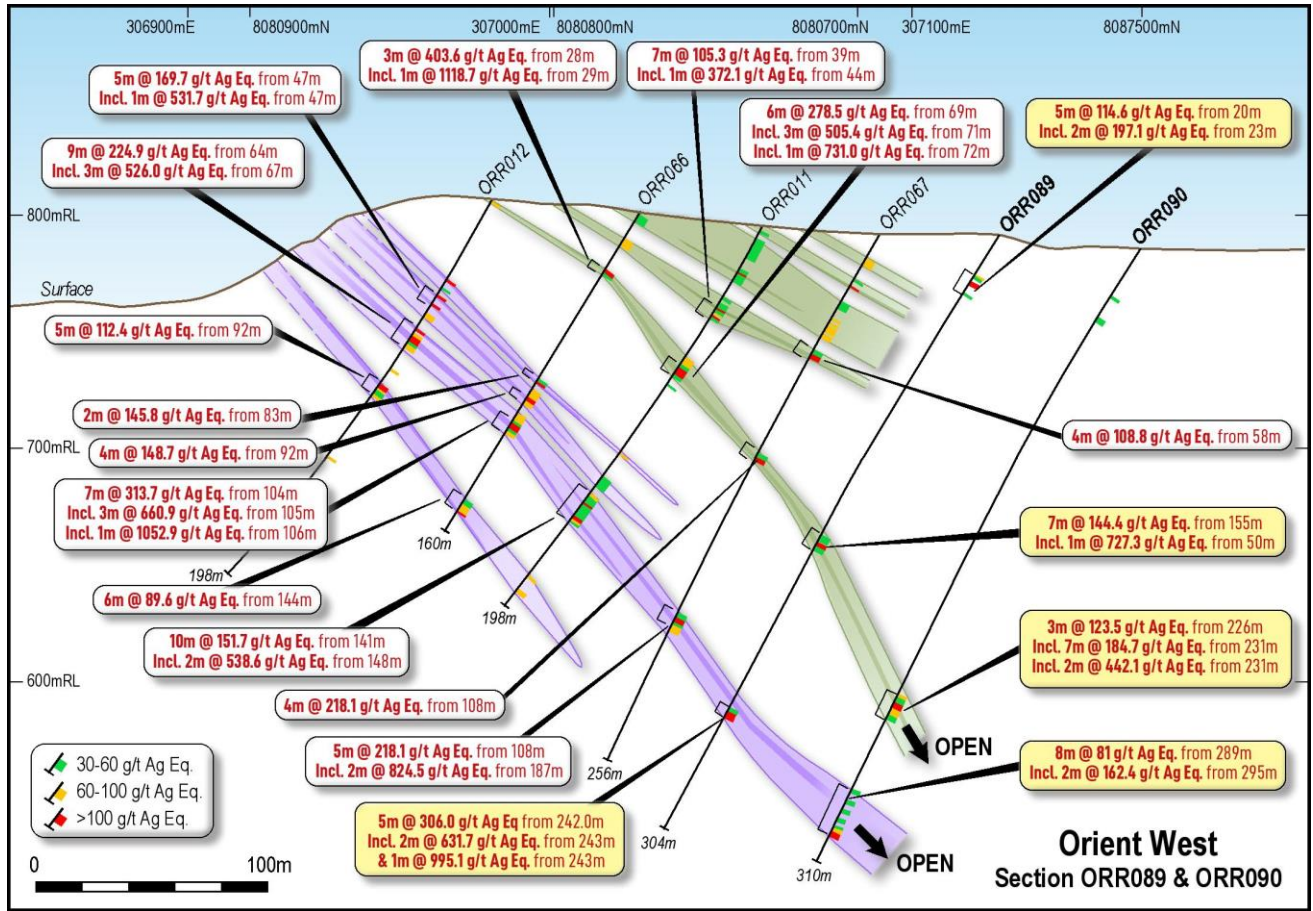 306900mE
8080900mN
307000mE
8080800mN
8080700mN
307100mE
8087500mN
3m @ 403.6 g/t Ag Eq. from 28m
Incl. 1m @ 1118.7 g/t Ag Eq. from 29m
7m @ 105.3 g/t Ag Eq. from 39m
Incl. 1m @ 372.1 g/t Ag Eq. from 44m
5m @ 169.7 g/t Ag Eq. from 47m
Incl. 1m @ 531.7 g/t Ag Eq. from 47m
6m @ 278.5 g/t Ag Eq. from 69m
Incl. 3m @ 505.4 g/t Ag Eq. from 71m
Incl. 1m @ 731.0 g/t Ag Eq. from 72m
5m @ 114.6 g/t Ag Eq. from 20m
Incl. 2m @ 197.1 g/t Ag Eq. from 23m
9m @ 224.9 g/t Ag Eq. from 64m
Incl. 3m @ 526.0 g/t Ag Eq. from 67m
ORR012
ORR066
ORR011
ORR067
ORR089
ORR090
800mRL
Surface
5m @ 112.4 g/t Ag Eq. from 92m
2m @ 145.8 g/t Ag Eq. from 83m
4m @ 148.7 g/t Ag Eq. from 92m
4m @ 108.8 g/t Ag Eq. from 58m
700mRL
700mRL
7m @ 313.7 g/t Ag Eq. from 104m
Incl. 3m @ 660.9 g/t Ag Eq. from 105m
Incl. 1m @ 1052.9 g/t Ag Eq. from 106m
7m @ 144.4 g/t Ag Eq. from 155m
Incl. 1m @ 727.3 g/t Ag Eq. from 50m
160m
198m
6m @ 89.6 g/t Ag Eq. from 144m
198m
10m @ 151.7 g/t Ag Eq. from 141m
Incl. 2m @ 538.6 g/t Ag Eq. from 148m
3m @ 123.5 g/t Ag Eq. from 226m
Incl. 7m @ 184.7 g/t Ag Eq. from 231m
Incl. 2m @ 442.1 g/t Ag Eq. from 231m
600mRL
600mRL
4m @ 218.1 g/t Ag Eq. from 108m
OPEN
5m @ 218.1 g/t Ag Eq. from 108m
Incl. 2m @ 824.5 g/t Ag Eq. from 187m
256m
8m @ 81 g/t Ag Eq. from 289m
Incl. 2m @ 162.4 g/t Ag Eq. from 295m
30-60 g/t Ag Eq.
60-100 g/t Ag Eq.
>100 g/t Ag Eq.
5m @ 306.0 g/t Ag Eq from 242.0m
Incl. 2m @ 631.7 g/t Ag Eq. from 243m
& 1m @ 995.1 g/t Ag Eq. from 243m
304m
310m
OPEN
0
100m
Orient West
Section ORR089 & ORR090